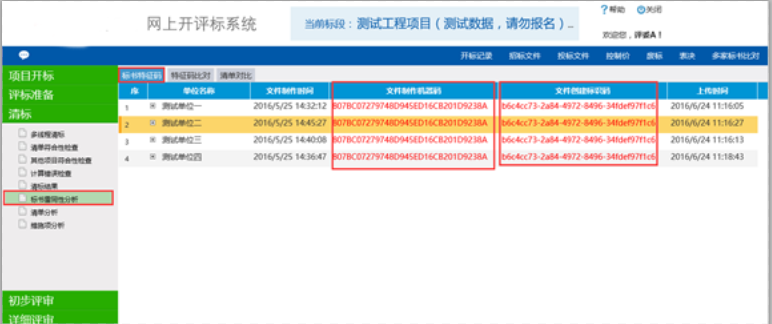 网上开评标系统
当前标段：测试工程项目（测试数据，请勿报名）...
帮助 关闭
欢迎您，评委A！
开标记录 招标文件 投标文件 控制价 废标 表决 多家标书比对
项目开标
评标准备
清标
多线程清标
清单符合性检查
其他项目符合性检查
计算错误检查
清标结果
标书雷同性分析
清单分析
措施项分析
初步评审
详细评审
标书特征码 特征码比对 清单对比
序 单位名称 文件制作时间 文件制作机器码 文件创建标识码 上传时间
1 测试单位一 2016/5/25 14:32:12 B07BC07279748D945ED16CB201D9238A b6c4cc73-2a84-4972-8496-34fdef97f1c6 2016/6/24 11:16:05
2 测试单位二 2016/5/25 14:45:27 B07BC07279748D945ED16CB201D9238A b6c4cc73-2a84-4972-8496-34fdef97f1c6 2016/6/24 11:16:27
3 测试单位三 2016/5/25 14:40:08 B07BC07279748D945ED16CB201D9238A b6c4cc73-2a84-4972-8496-34fdef97f1c6 2016/6/24 11:16:13
4 测试单位四 2016/5/25 14:36:47 B07BC07279748D945ED16CB201D9238A b6c4cc73-2a84-4972-8496-34fdef97f1c6 2016/6/24 11:18:43